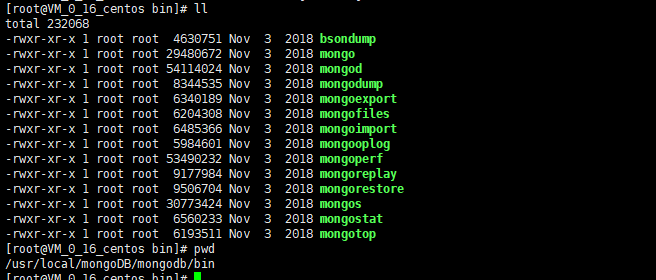 [root@VM_0_16_centos bin]# ll
total 232068
-rwxr-xr-x 1 root root  4630751 Nov  3  2018 bsondump
-rwxr-xr-x 1 root root 29480672 Nov  3  2018 mongo
-rwxr-xr-x 1 root root 54114024 Nov  3  2018 mongod
-rwxr-xr-x 1 root root  8344535 Nov  3  2018 mongodump
-rwxr-xr-x 1 root root  6340189 Nov  3  2018 mongoexport
-rwxr-xr-x 1 root root  6204308 Nov  3  2018 mongofiles
-rwxr-xr-x 1 root root  6485366 Nov  3  2018 mongoimport
-rwxr-xr-x 1 root root  5984601 Nov  3  2018 mongooplog
-rwxr-xr-x 1 root root 53490232 Nov  3  2018 mongoperf
-rwxr-xr-x 1 root root  9177984 Nov  3  2018 mongoreplay
-rwxr-xr-x 1 root root  9506704 Nov  3  2018 mongorestore
-rwxr-xr-x 1 root root 30773424 Nov  3  2018 mongos
-rwxr-xr-x 1 root root  6560233 Nov  3  2018 mongostat
-rwxr-xr-x 1 root root  6193511 Nov  3  2018 mongotop
[root@VM_0_16_centos bin]# pwd
/usr/local/mongoDB/mongodb/bin
[root@VM_0_16_centos bin]#